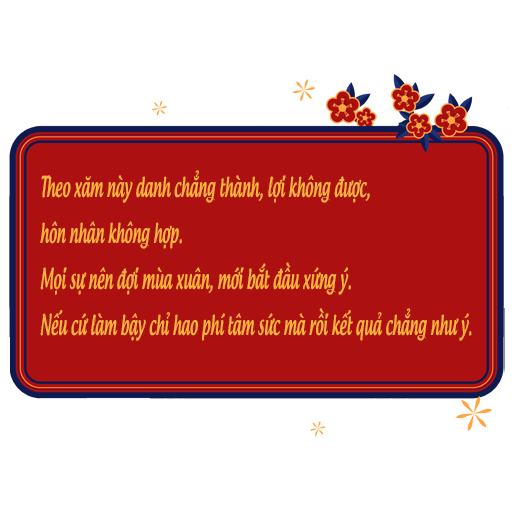 Theo xăm này danh chẳng thành, lợi không được,
hôn nhân không hợp.
Mọi sự nên đợi mùa xuân, mới bắt đầu xứng ý.
Nếu cứ làm bậy chỉ hao phí tâm sức mà rồi kết quả chẳng như ý.